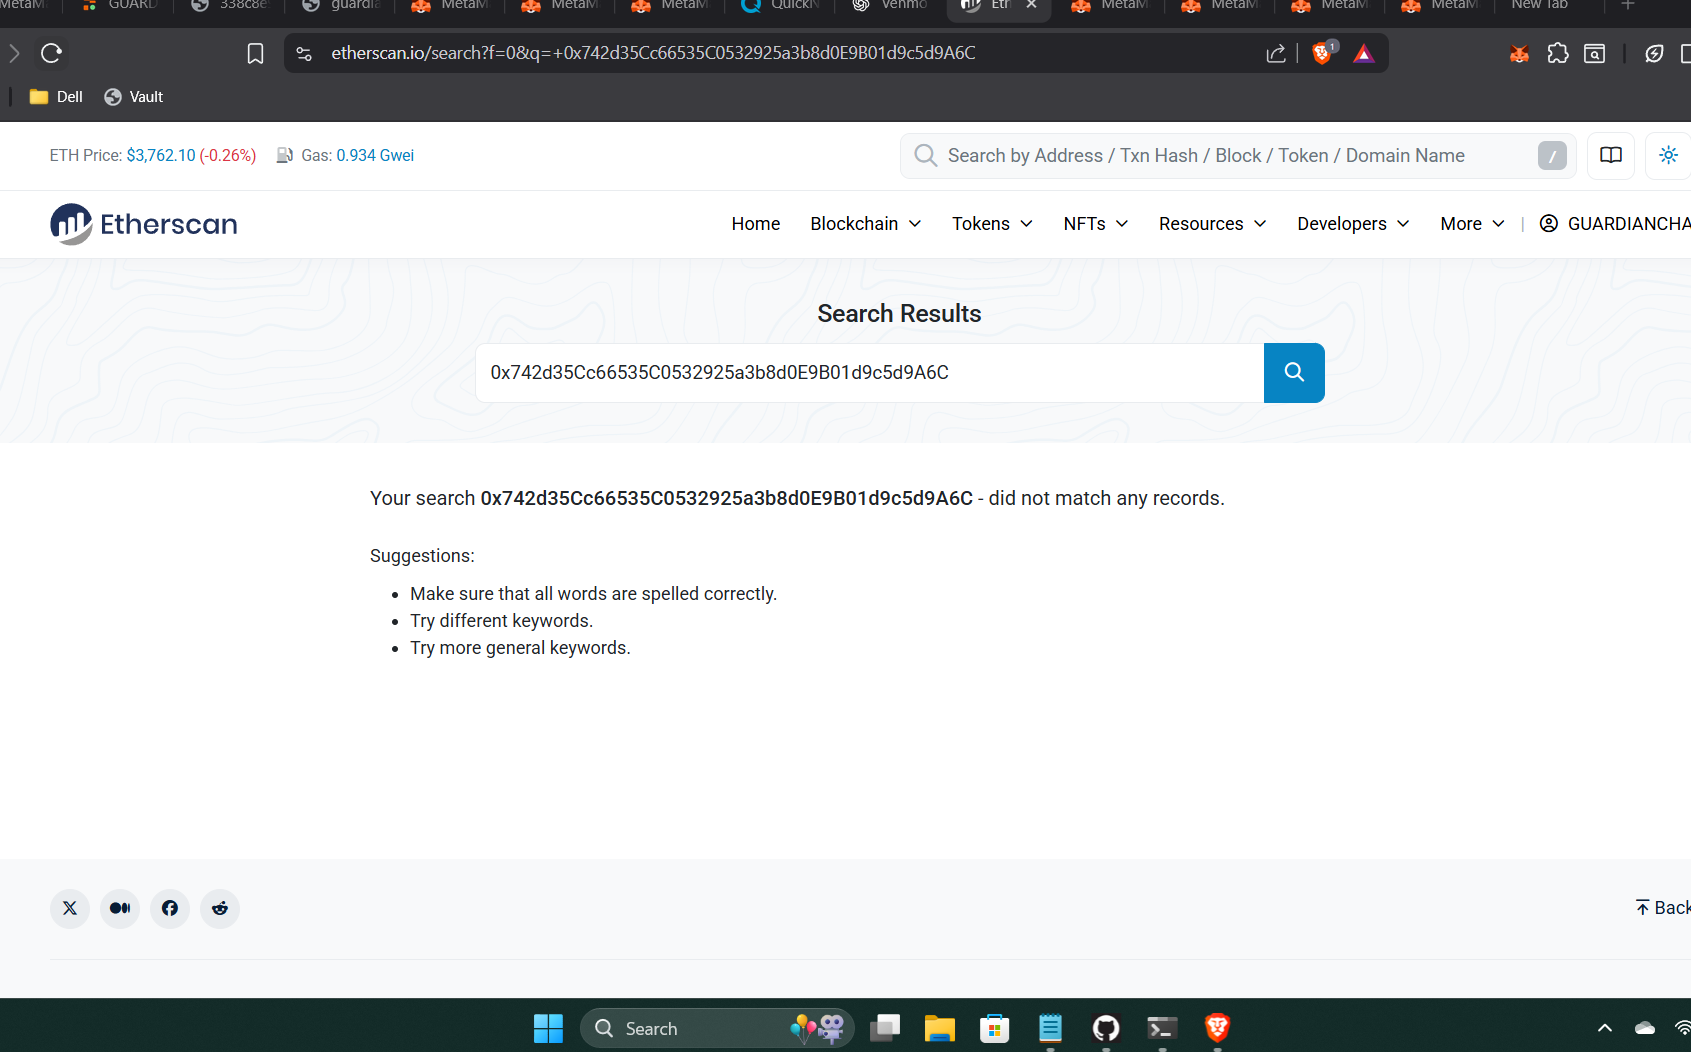 MetaM GUARD 338c8e guardia MetaM MetaM MetaM QuickN Venmo Eth MetaM MetaM MetaM MetaM New Tab
etherscan.io/search?f=0&q=+0x742d35Cc66535C0532925a3b8d0E9B01d9c5d9A6C 1
Dell Vault
ETH Price: $3,762.10 (-0.26%) Gas: 0.934 Gwei Search by Address / Txn Hash / Block / Token / Domain Name /
Etherscan Home Blockchain Tokens NFTs Resources Developers More | GUARDIANCHA
Search Results
0x742d35Cc66535C0532925a3b8d0E9B01d9c5d9A6C
Your search 0x742d35Cc66535C0532925a3b8d0E9B01d9c5d9A6C - did not match any records.
Suggestions:
• Make sure that all words are spelled correctly.
• Try different keywords.
• Try more general keywords.
Back
Search